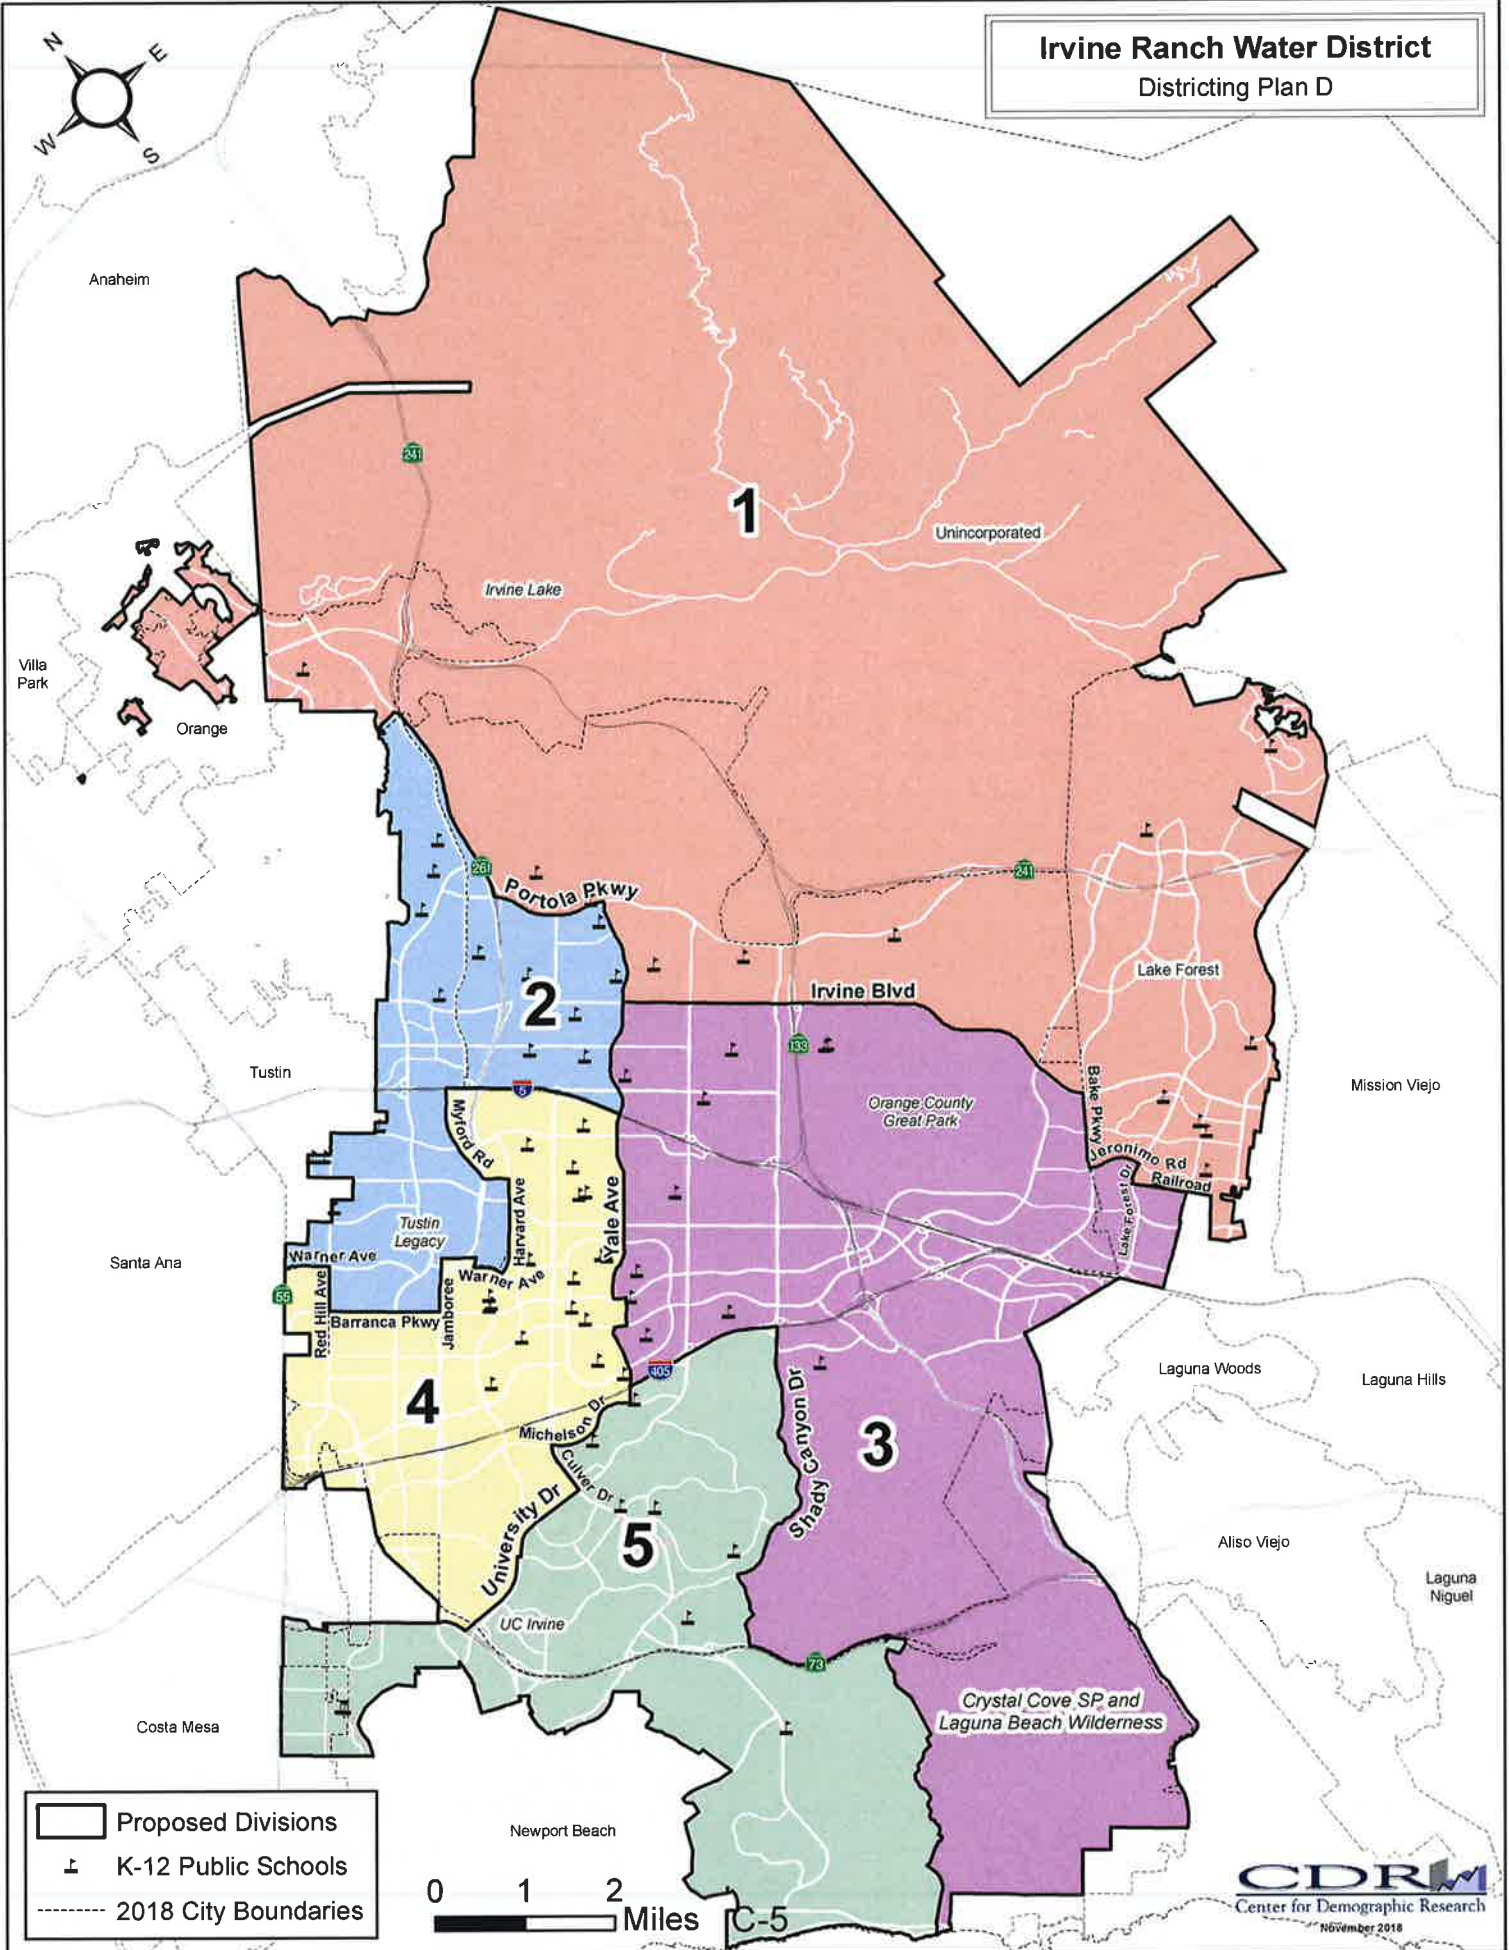 Irvine Ranch Water District
Districting Plan D
N
E
W
S
Anaheim
241
1
Unincorporated
Irvine Lake
Villa
Park
Orange
261
Portola Pkwy
241
Lake Forest
2
Irvine Blvd
133
Tustin
5
Orange County
Great Park
Mission Viejo
Bake Pkwy
Myford Rd
Jeronimo Rd
Railroad
Lake Forest Dr
Harvard Ave
Yale Ave
Tustin
Legacy
Santa Ana
Warner Ave
Warner Ave
55
Red Hill Ave
Barranca Pkwy
Jamboree
405
Laguna Woods
Laguna Hills
4
Michelson Dr
Shady Canyon Dr
3
Culver Dr
University Dr
5
Aliso Viejo
Laguna
Niguel
UC Irvine
73
Crystal Cove SP and
Laguna Beach Wilderness
Costa Mesa
Newport Beach
Proposed Divisions
K-12 Public Schools
2018 City Boundaries
0 1 2
Miles
C-5
CDR
Center for Demographic Research
November 2018